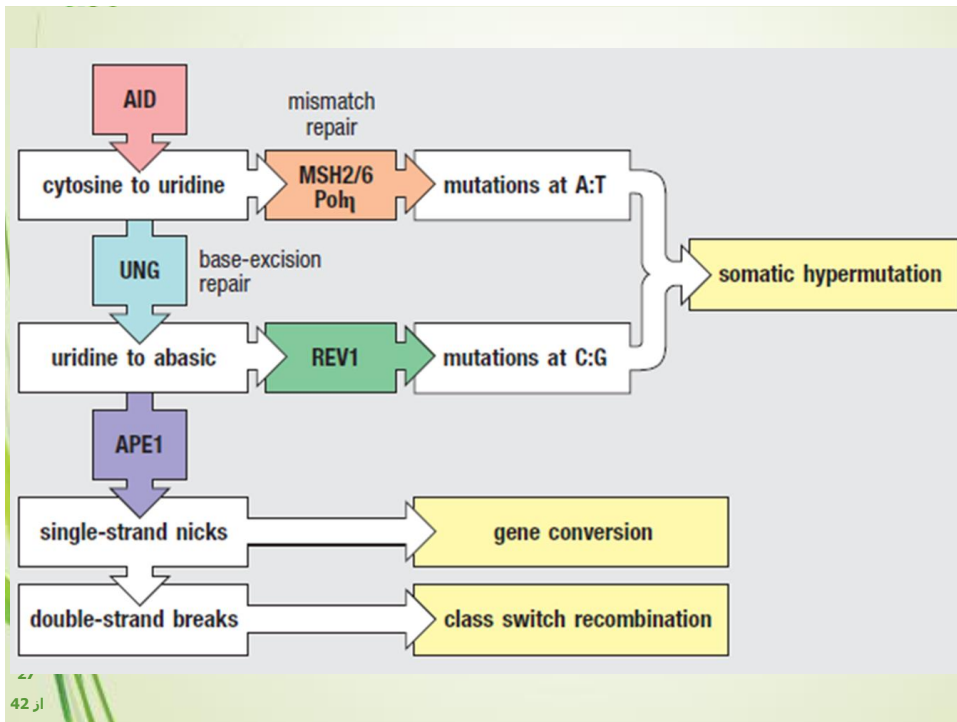 AID
mismatch
repair
cytosine to uridine
MSH2/6
Polη
mutations at A:T
UNG
base-excision
repair
somatic hypermutation
uridine to abasic
REV1
mutations at C:G
APE1
single-strand nicks
gene conversion
double-strand breaks
class switch recombination
27
از 42